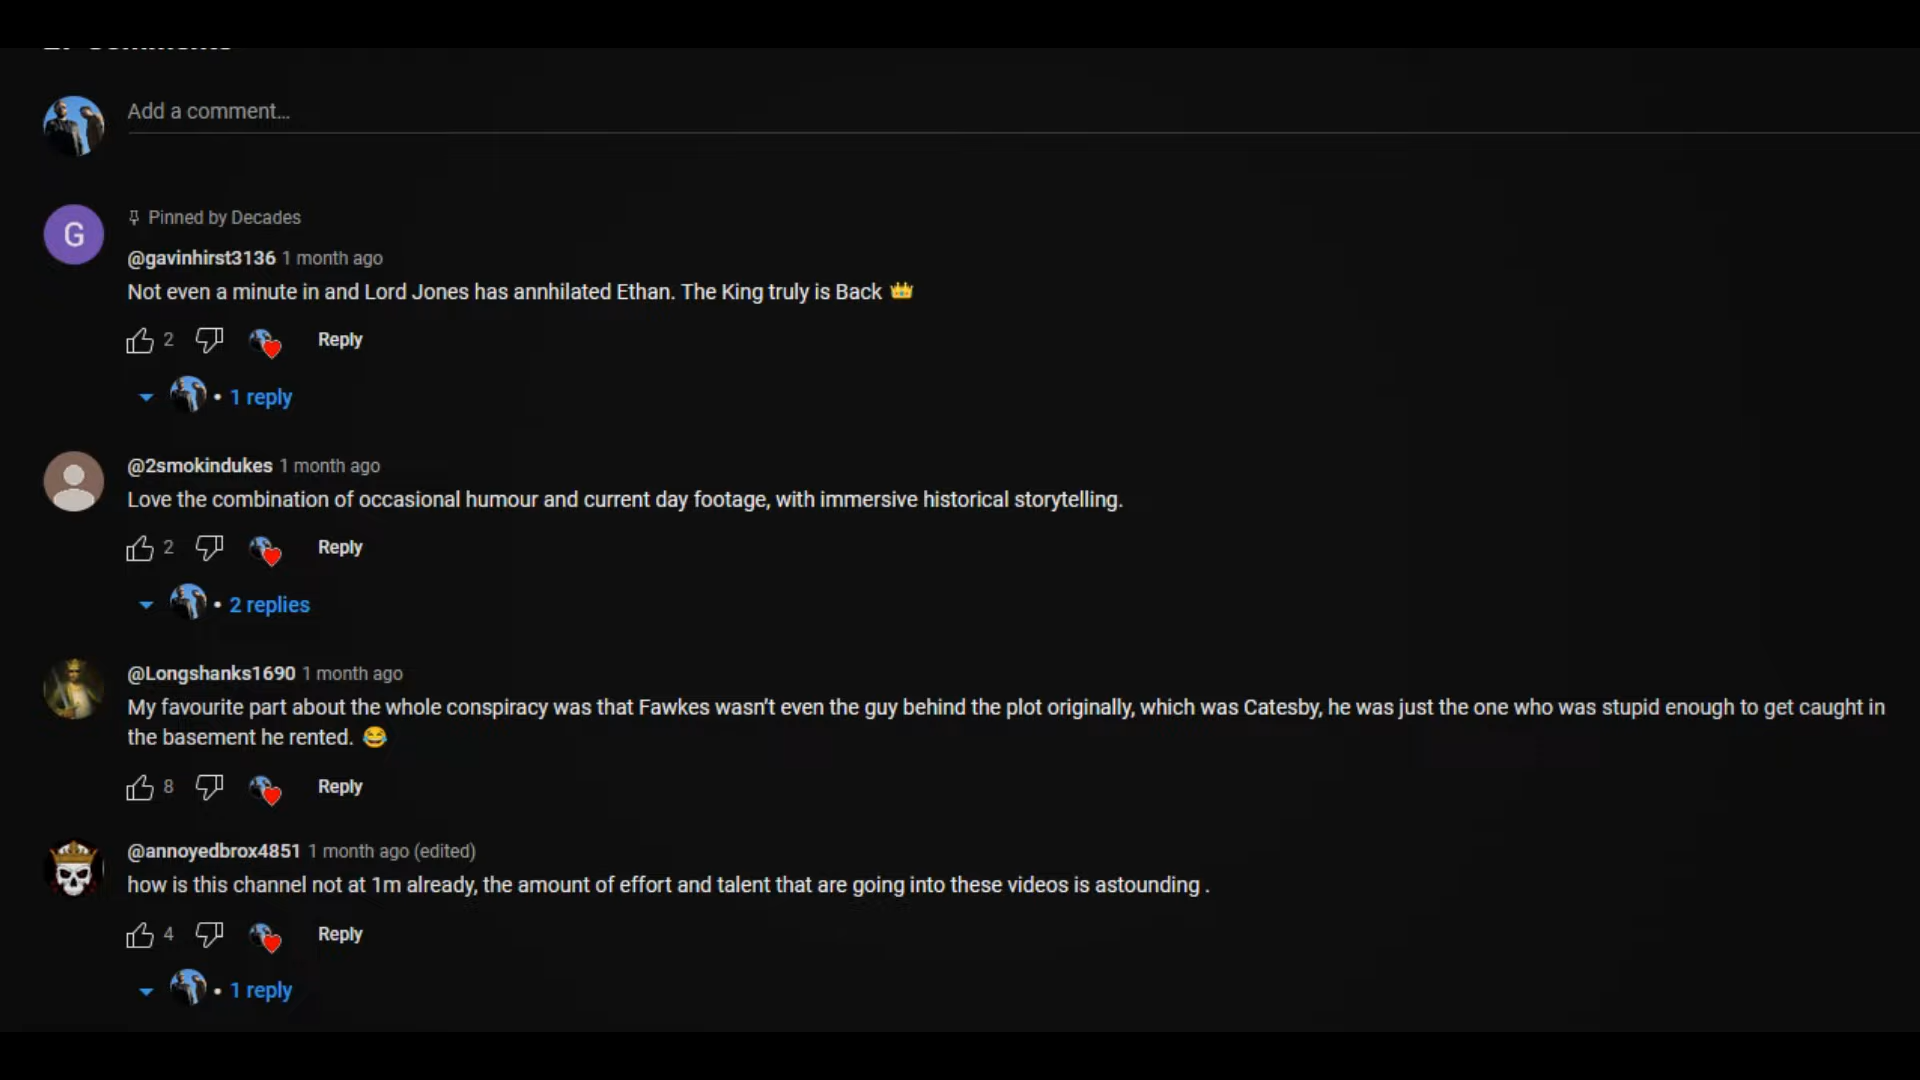 Add a comment...
Pinned by Decades
@gavinhirst3136 1 month ago
Not even a minute in and Lord Jones has annhilated Ethan. The King truly is Back 👑
2 Reply
• 1 reply
@2smokindukes 1 month ago
Love the combination of occasional humour and current day footage, with immersive historical storytelling.
2 Reply
• 2 replies
@Longshanks1690 1 month ago
My favourite part about the whole conspiracy was that Fawkes wasn't even the guy behind the plot originally, which was Catesby, he was just the one who was stupid enough to get caught in
the basement he rented. 😂
8 Reply
@annoyedbrox4851 1 month ago (edited)
how is this channel not at 1m already, the amount of effort and talent that are going into these videos is astounding .
4 Reply
• 1 reply
G